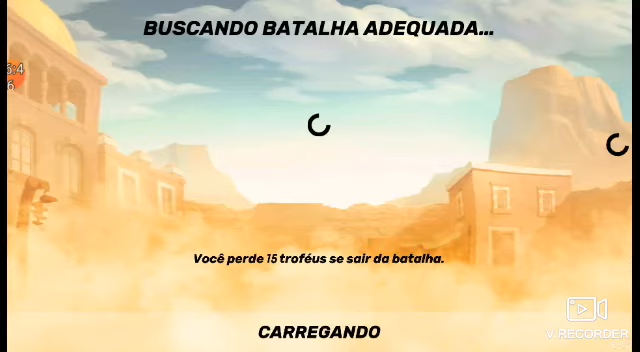 BUSCANDO BATALHA ADEQUADA...
Você perde 15 troféus se sair da batalha.
CARREGANDO
V RECORDER